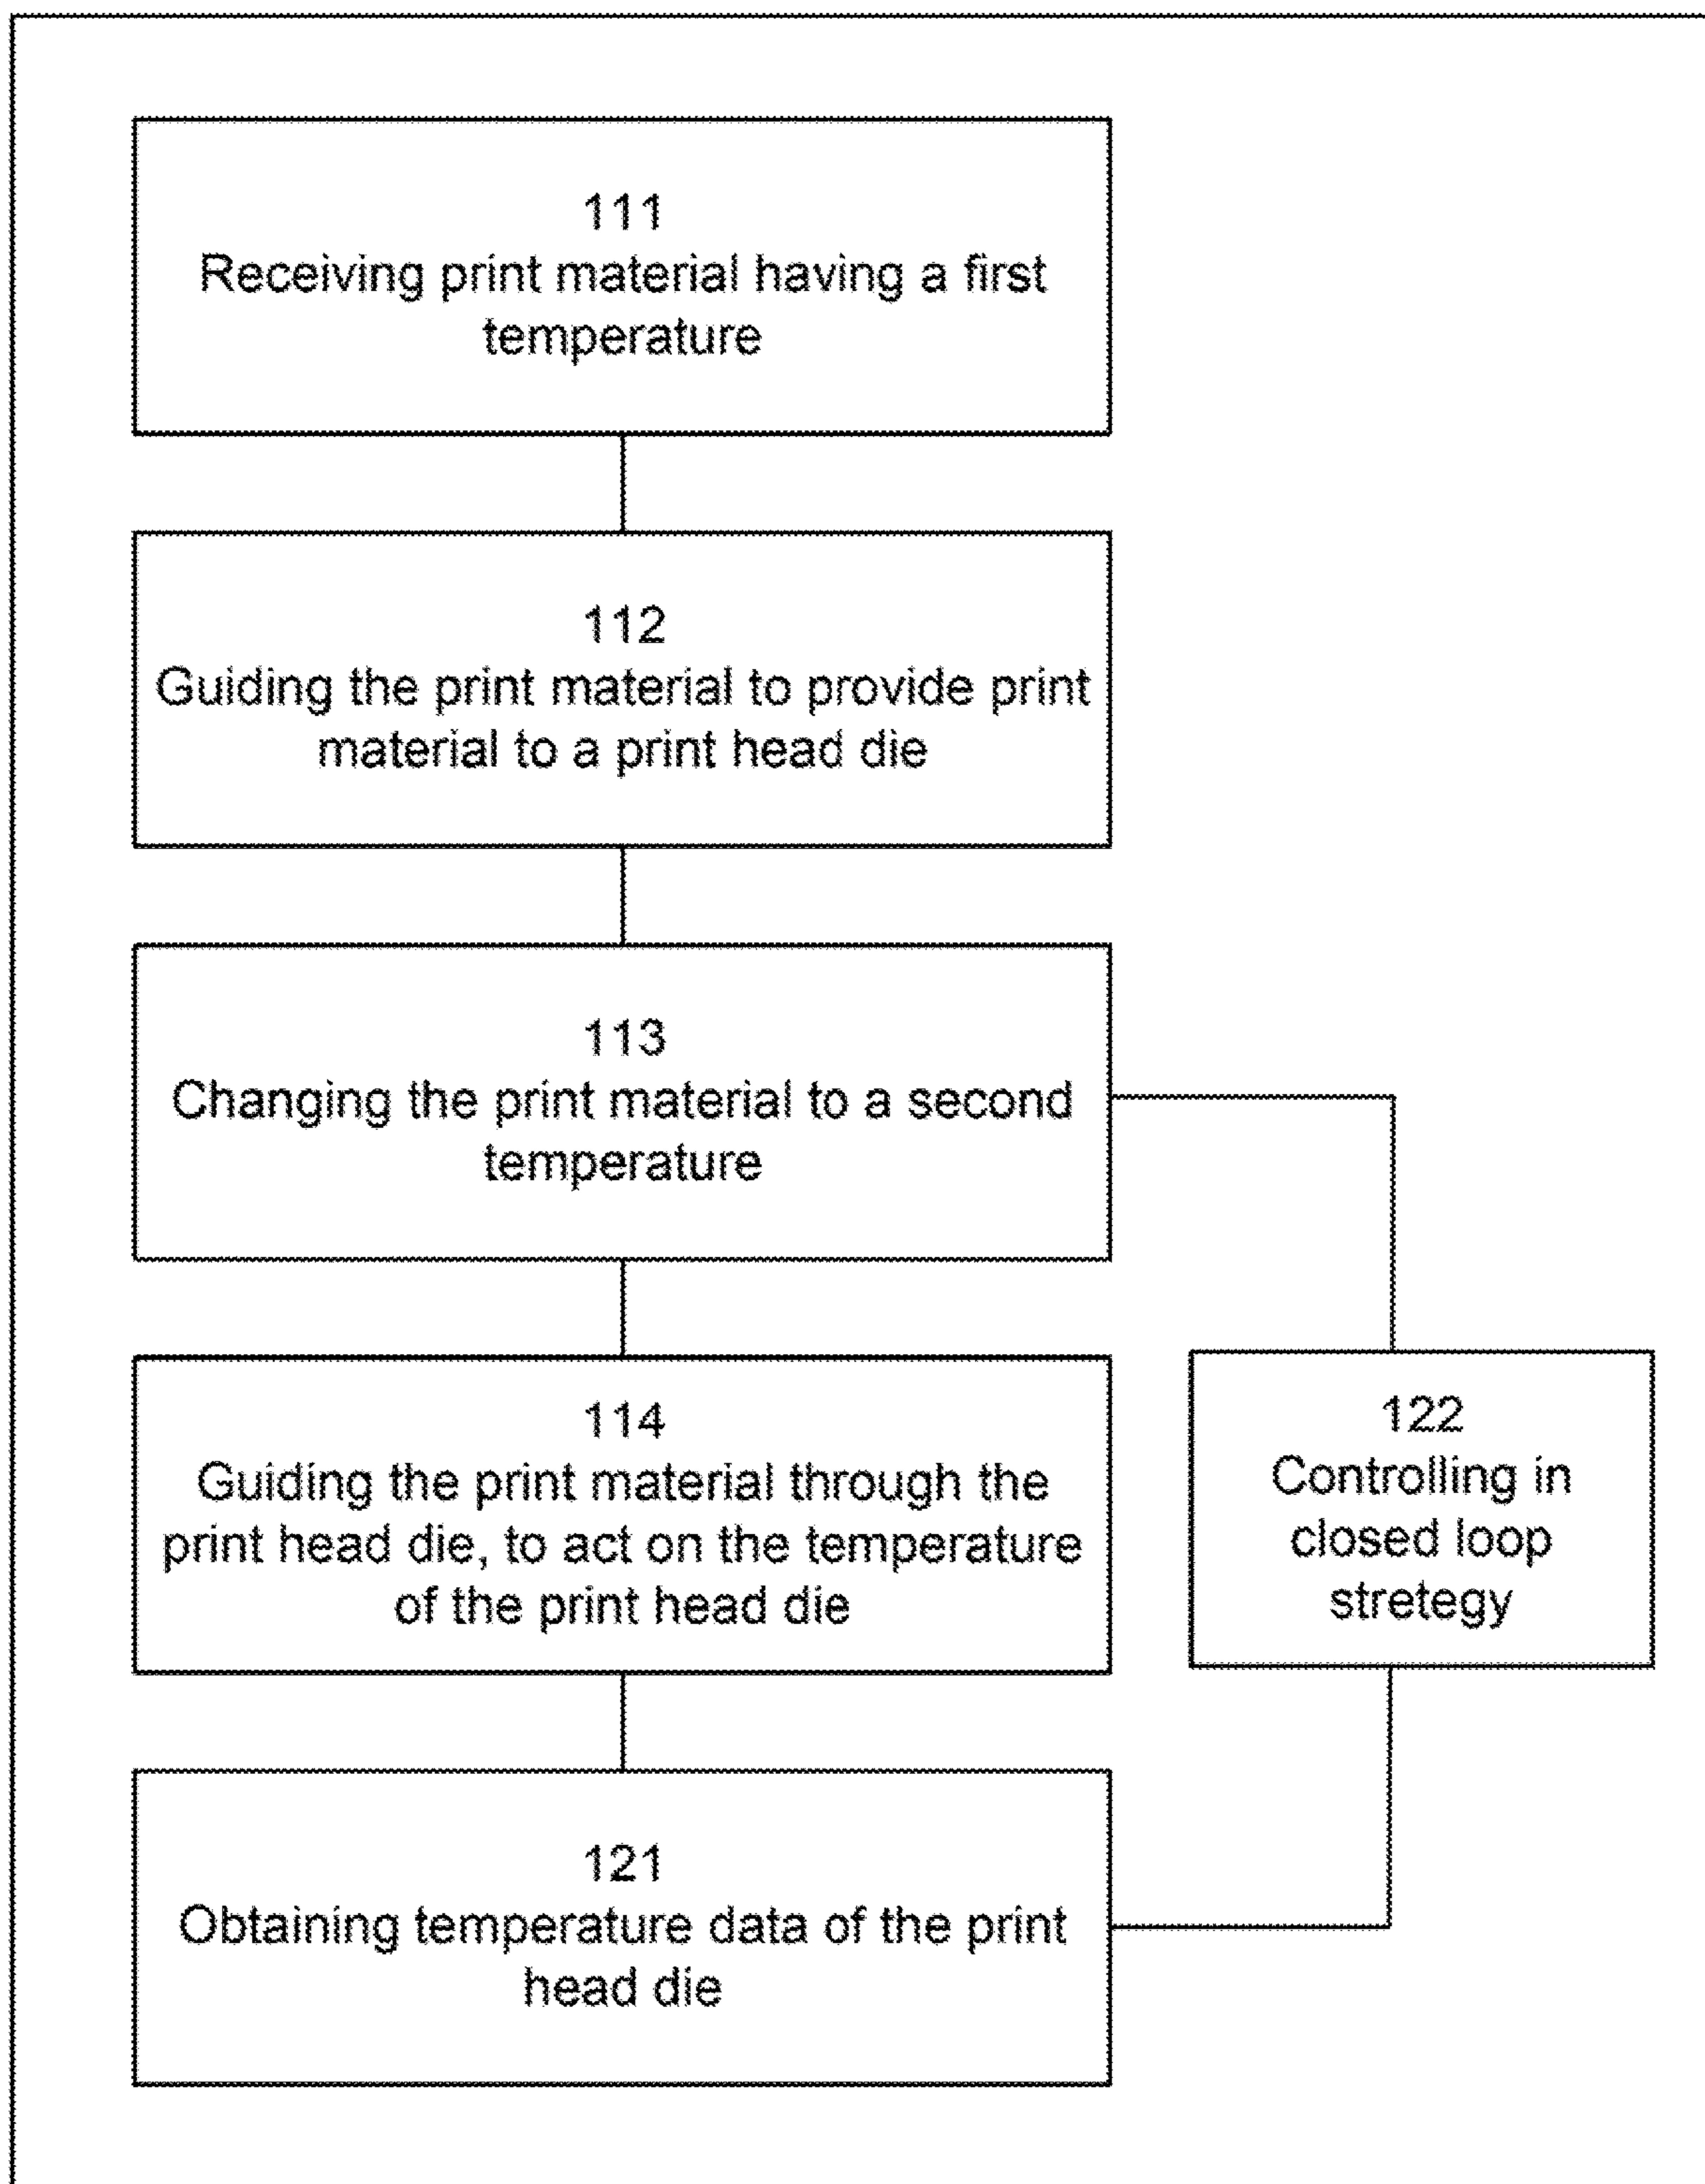 111
Receiving print material having a first
temperature
112
Guiding the print material to provide print
material to a print head die
113
Changing the print material to a second
temperature
114
Guiding the print material through the
print head die, to act on the temperature
of the print head die
122
Controlling in
closed loop
stretegy
121
Obtaining temperature data of the print
head die